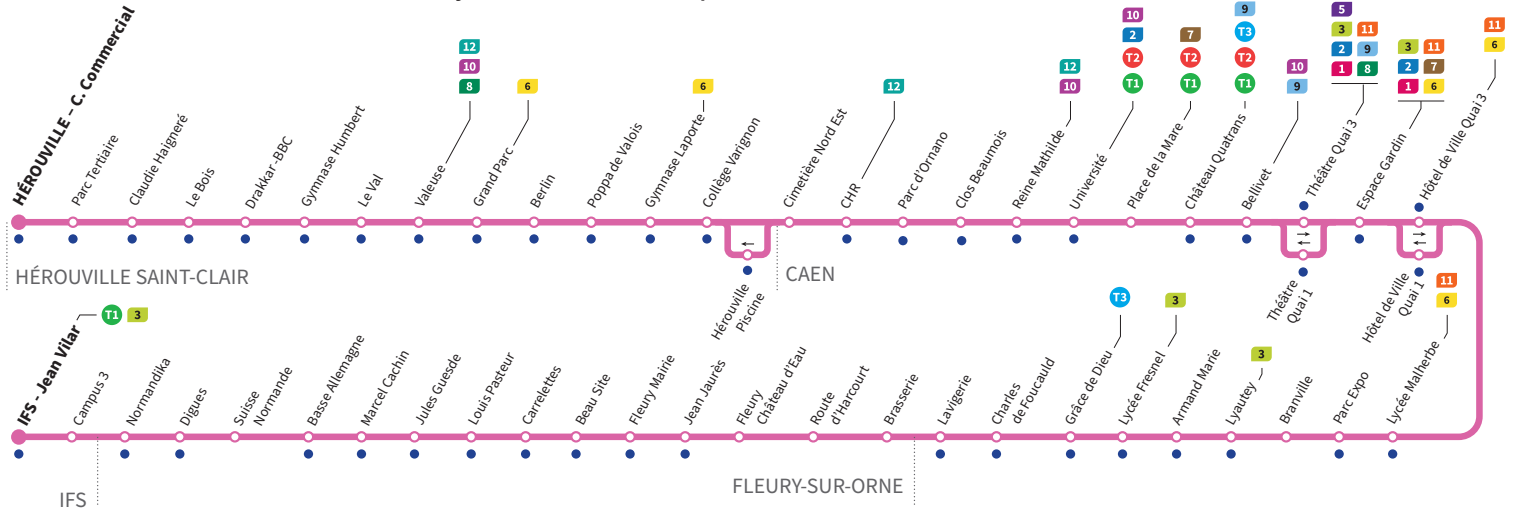 HÉROUVILLE – C. Commercial
Parc Tertiaire
Claudie Haigneré
Le Bois
Drakkar-BBC
Gymnase Humbert
Le Val
Valeuse
12
10
8
Grand Parc
6
Berlin
Poppa de Valois
Gymnase Laporte
6
Collège Varignon
Hérouville
Piscine
Cimetière Nord Est
CHR
12
Parc d'Ornano
Clos Beaumois
Reine Mathilde
12
10
Université
10
2
T2
T1
Place de la Mare
7
T2
T1
Château Quatrans
9
T3
T1
Bellivet
10
9
Théâtre Quai 3
5
3 11
2 9
1 8
Théâtre
Quai 1
Espace Gardin
3 11
2 7
1 6
Hôtel de Ville Quai 3
11
6
Hôtel de Ville
Quai 1
HÉROUVILLE SAINT-CLAIR
CAEN
IFS - Jean Vilar
T1 3
Campus 3
Normandika
Digues
Suisse
Normande
Basse Allemagne
Marcel Cachin
Jules Guesde
Louis Pasteur
Carrelettes
Beau Site
Fleury Mairie
Jean Jaurès
Fleury
Château d'Eau
Route
d'Harcourt
Brasserie
Lavigerie
Charles
de Foucauld
Grâce de Dieu
T3
Lycée Fresnel
3
Armand Marie
Lyautey
3
Branville
Parc Expo
Lycée Malherbe
11
6
IFS
FLEURY-SUR-ORNE